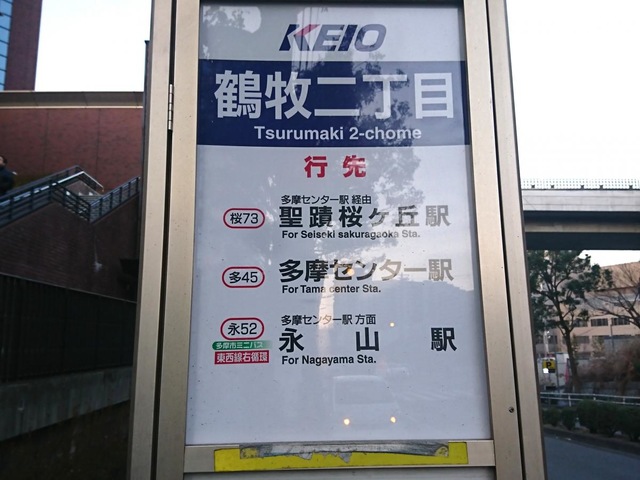 KEIO
鶴牧二丁目
Tsurumaki 2-chome
行先
多摩センター駅 経由
桜73 聖蹟桜ヶ丘駅
For Seiseki sakuragaoka Sta.
多45 多摩センター駅
For Tama center Sta.
多摩センター駅 方面
永52 永山駅
多摩市ミニバス
東西線右循環
For Nagayama Sta.
P